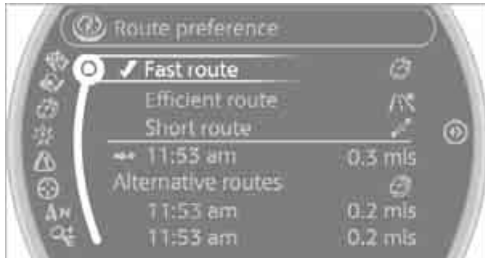 Route preference
Fast route
Efficient route
Short route
11:53 am 0.3 mls
Alternative routes
11:53 am 0.2 mls
11:53 am 0.2 mls
N